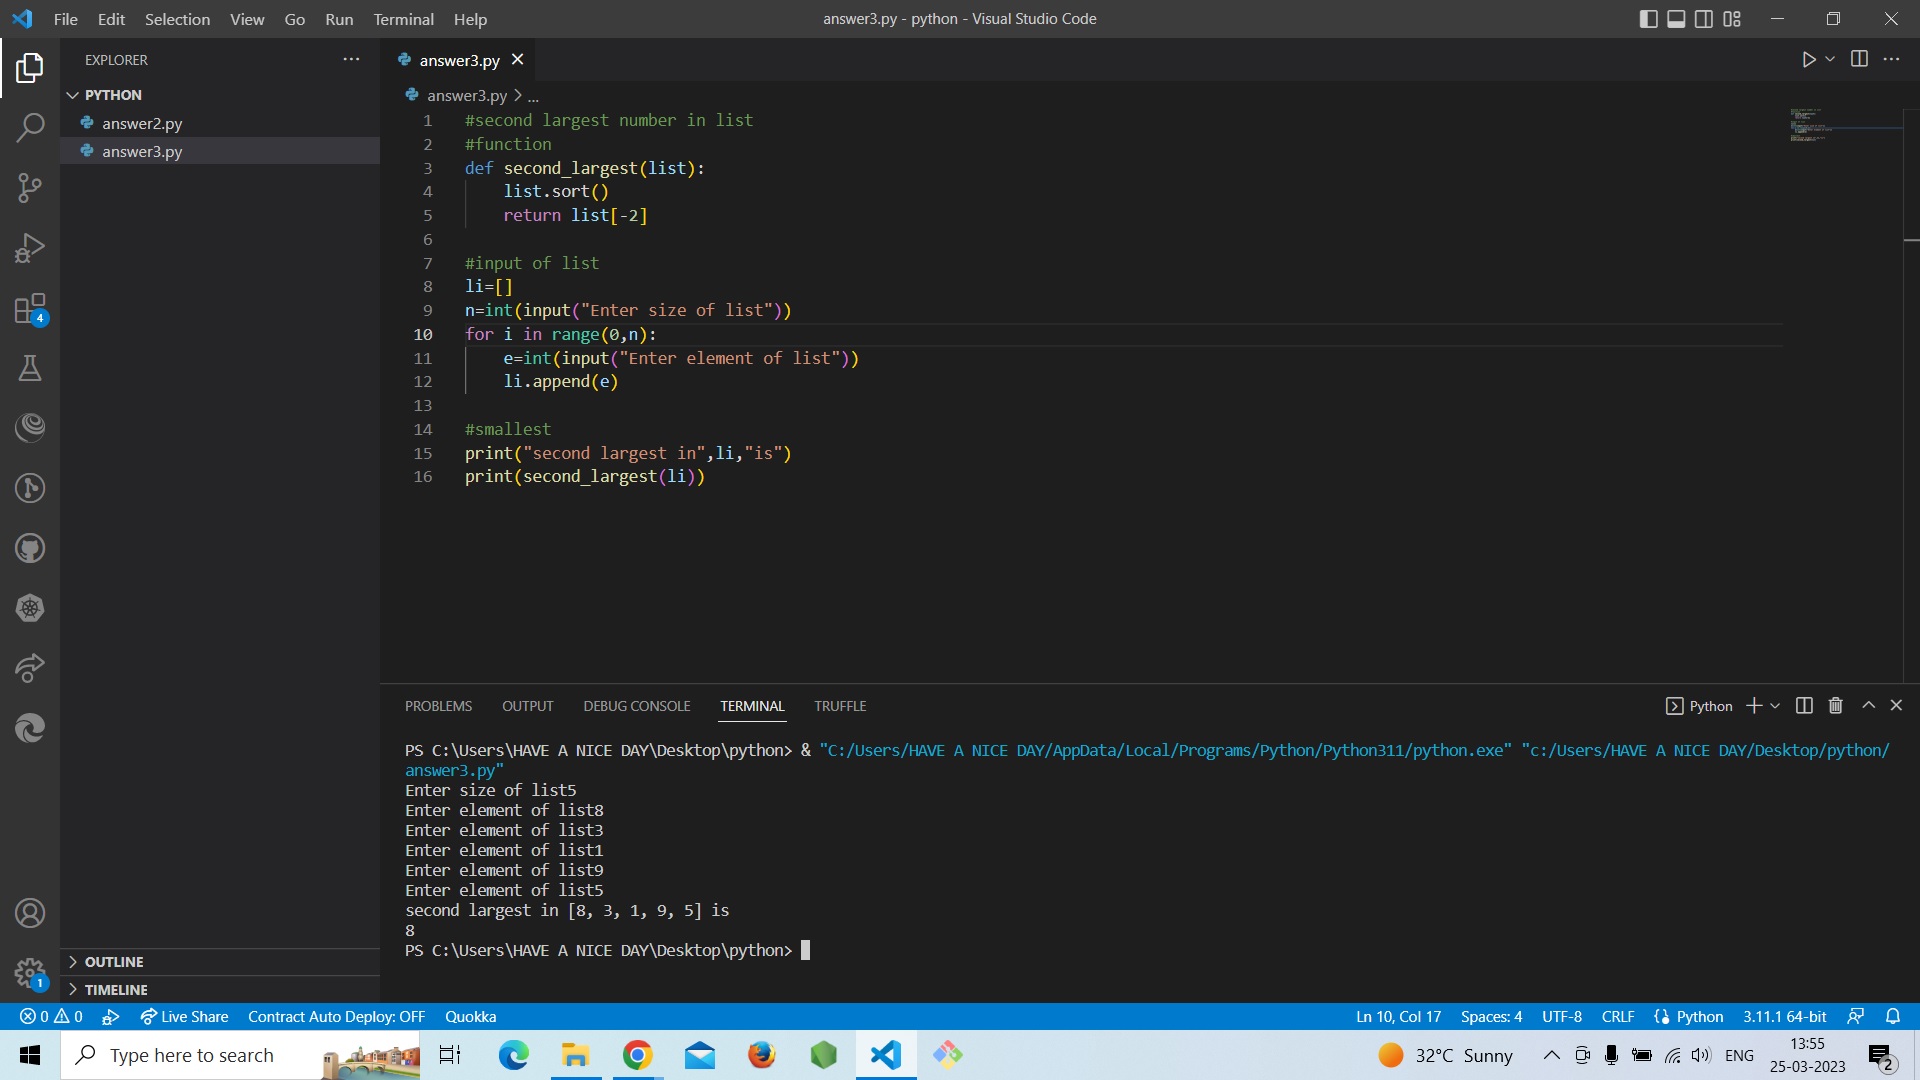 File Edit Selection View Go Run Terminal Help
answer3.py - python - Visual Studio Code
EXPLORER
PYTHON
answer2.py
answer3.py
OUTLINE
TIMELINE
4
1
answer3.py
answer3.py > ...
1 #second largest number in list
2 #function
3 def second_largest(list):
4     list.sort()
5     return list[-2]
6
7 #input of list
8 li=[]
9 n=int(input("Enter size of list"))
10 for i in range(0,n):
11     e=int(input("Enter element of list"))
12     li.append(e)
13
14 #smallest
15 print("second largest in",li,"is")
16 print(second_largest(li))
PROBLEMS OUTPUT DEBUG CONSOLE TERMINAL TRUFFLE
Python
PS C:\Users\HAVE A NICE DAY\Desktop\python> & "C:/Users/HAVE A NICE DAY/AppData/Local/Programs/Python/Python311/python.exe" "c:/Users/HAVE A NICE DAY/Desktop/python/
answer3.py"
Enter size of list5
Enter element of list8
Enter element of list3
Enter element of list1
Enter element of list9
Enter element of list5
second largest in [8, 3, 1, 9, 5] is
8
PS C:\Users\HAVE A NICE DAY\Desktop\python>
0 0 Live Share Contract Auto Deploy: OFF Quokka
Ln 10, Col 17 Spaces: 4 UTF-8 CRLF Python 3.11.1 64-bit
Type here to search
32°C Sunny
ENG
13:55
25-03-2023
2